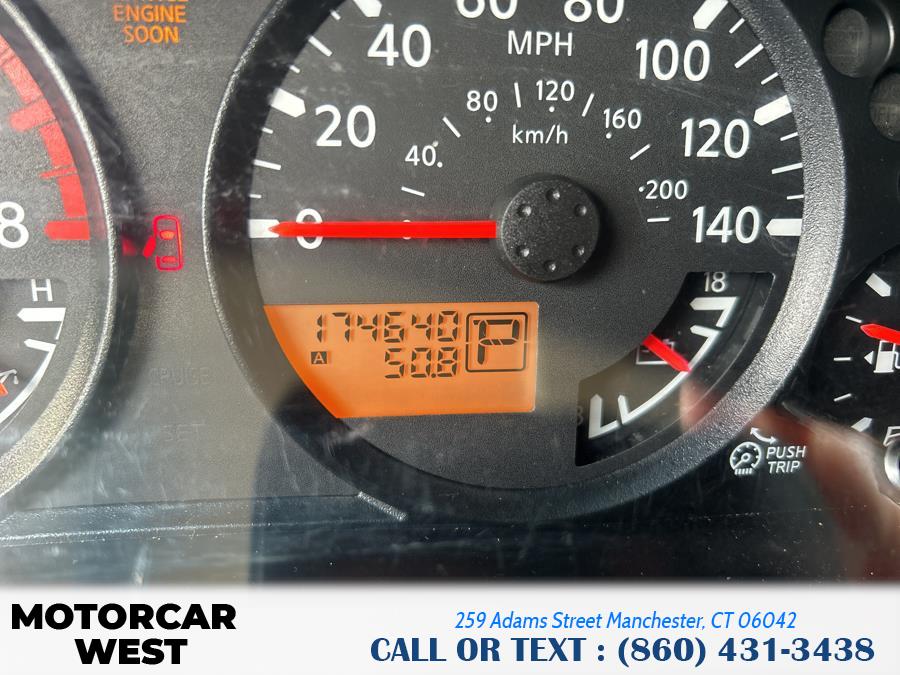 ENGINE
SOON
20
40
60
80
100
120
140
MPH
40
80
120
160
200
km/h
0
8
H
174640
A 50.8
P
18
PUSH
TRIP
MOTORCAR
WEST
259 Adams Street Manchester, CT 06042
CALL OR TEXT : (860) 431-3438